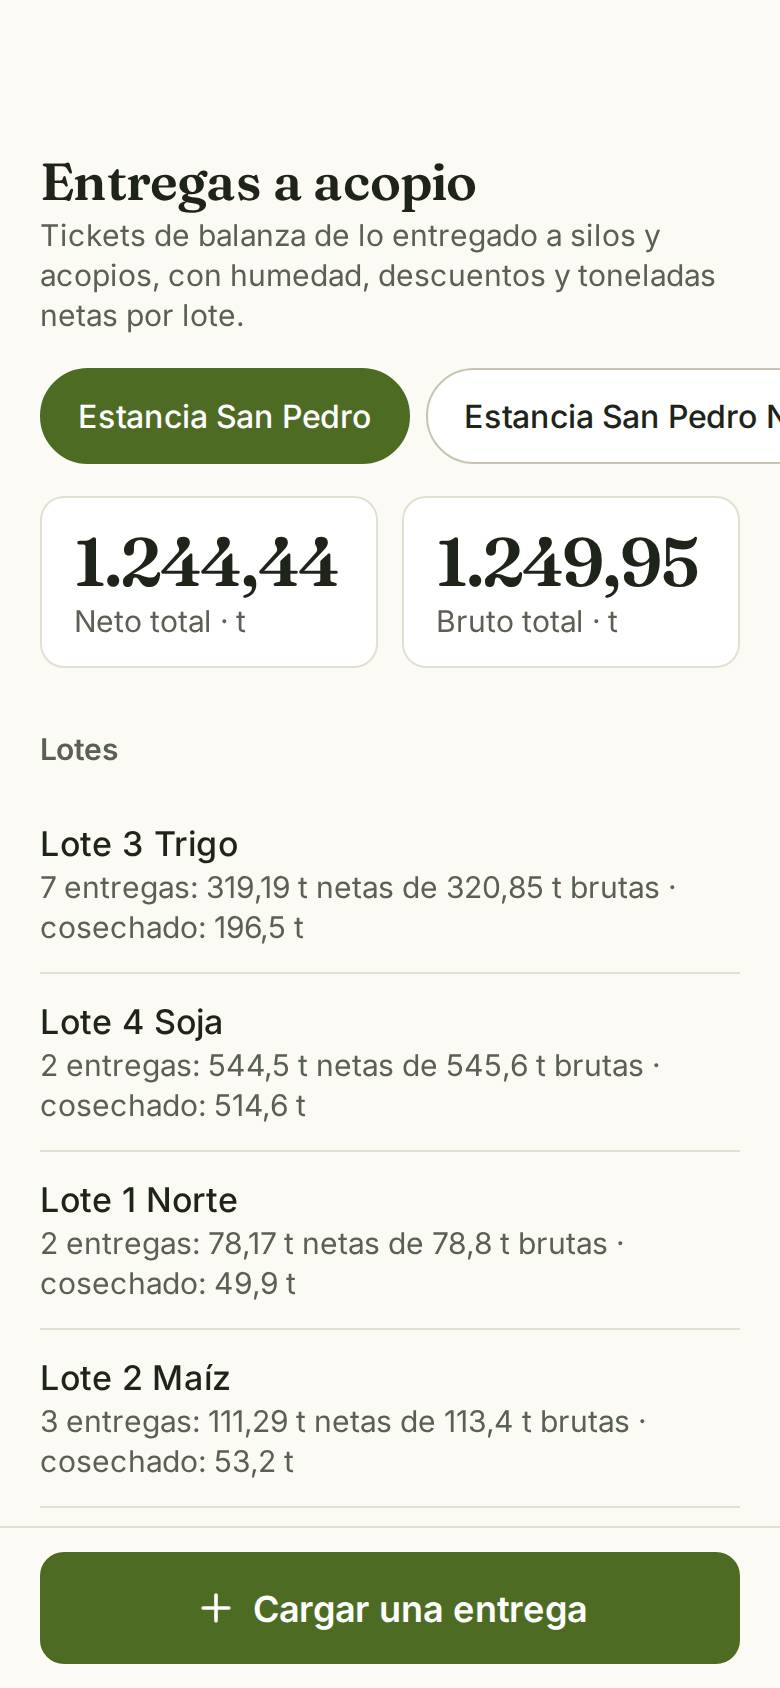 Entregas a acopio
Tickets de balanza de lo entregado a silos y
acopios, con humedad, descuentos y toneladas
netas por lote.
Estancia San Pedro
Estancia San Pedro N
1.244,44
Neto total · t
1.249,95
Bruto total · t
Lotes
Lote 3 Trigo
7 entregas: 319,19 t netas de 320,85 t brutas ·
cosechado: 196,5 t
Lote 4 Soja
2 entregas: 544,5 t netas de 545,6 t brutas ·
cosechado: 514,6 t
Lote 1 Norte
2 entregas: 78,17 t netas de 78,8 t brutas ·
cosechado: 49,9 t
Lote 2 Maíz
3 entregas: 111,29 t netas de 113,4 t brutas ·
cosechado: 53,2 t
+ Cargar una entrega